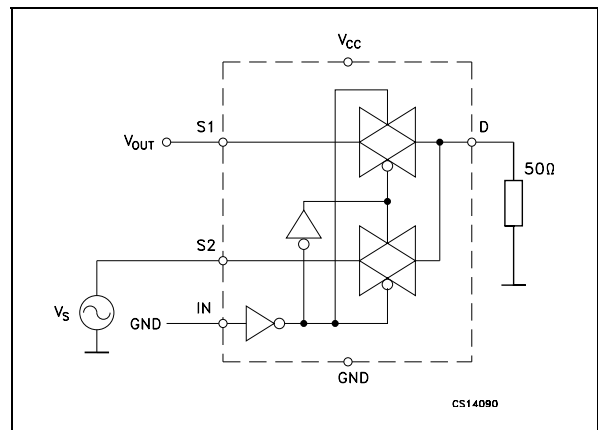 VCC
S1
D
VOUT
50Ω
S2
IN
VS
GND
GND
CS14090